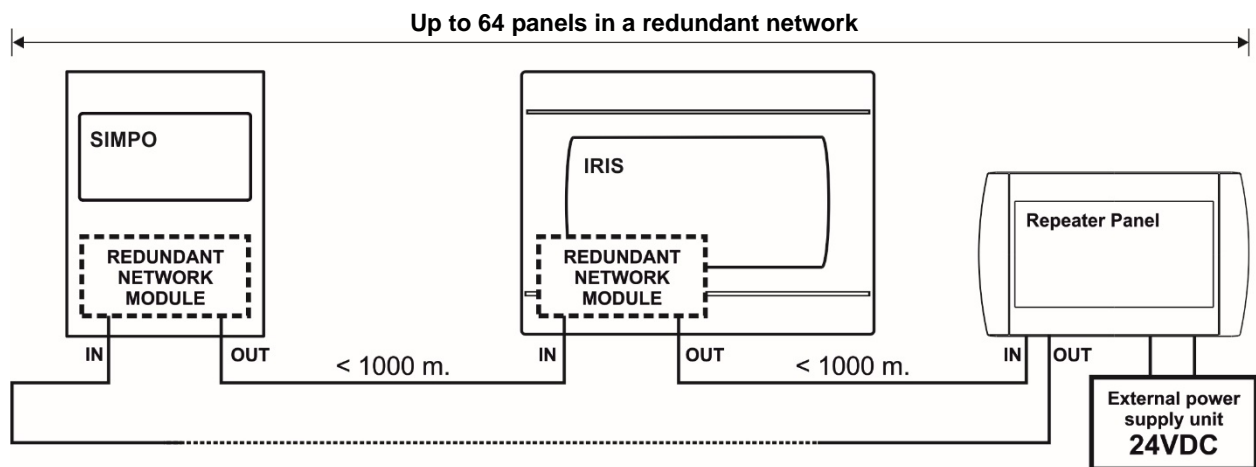 Up to 64 panels in a redundant network
SIMPO
REDUNDANT
NETWORK
MODULE
IN
OUT
< 1000 m.
IRIS
REDUNDANT
NETWORK
MODULE
IN
OUT
< 1000 m.
Repeater Panel
IN
OUT
External power
supply unit
24VDC